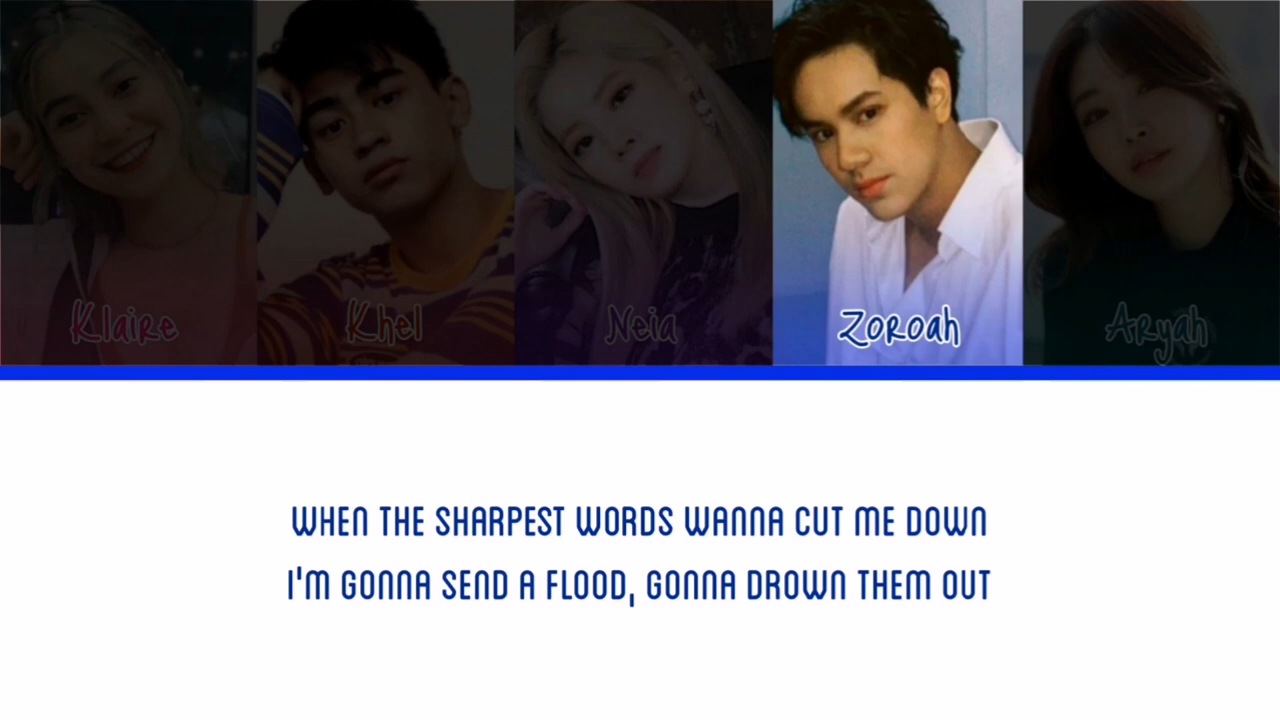 Klaire
Khel
Neia
Zoroah
Aryah
WHEN THE SHARPEST WORDS WANNA CUT ME DOWN
I'M GONNA SEND A FLOOD, GONNA DROWN THEM OUT